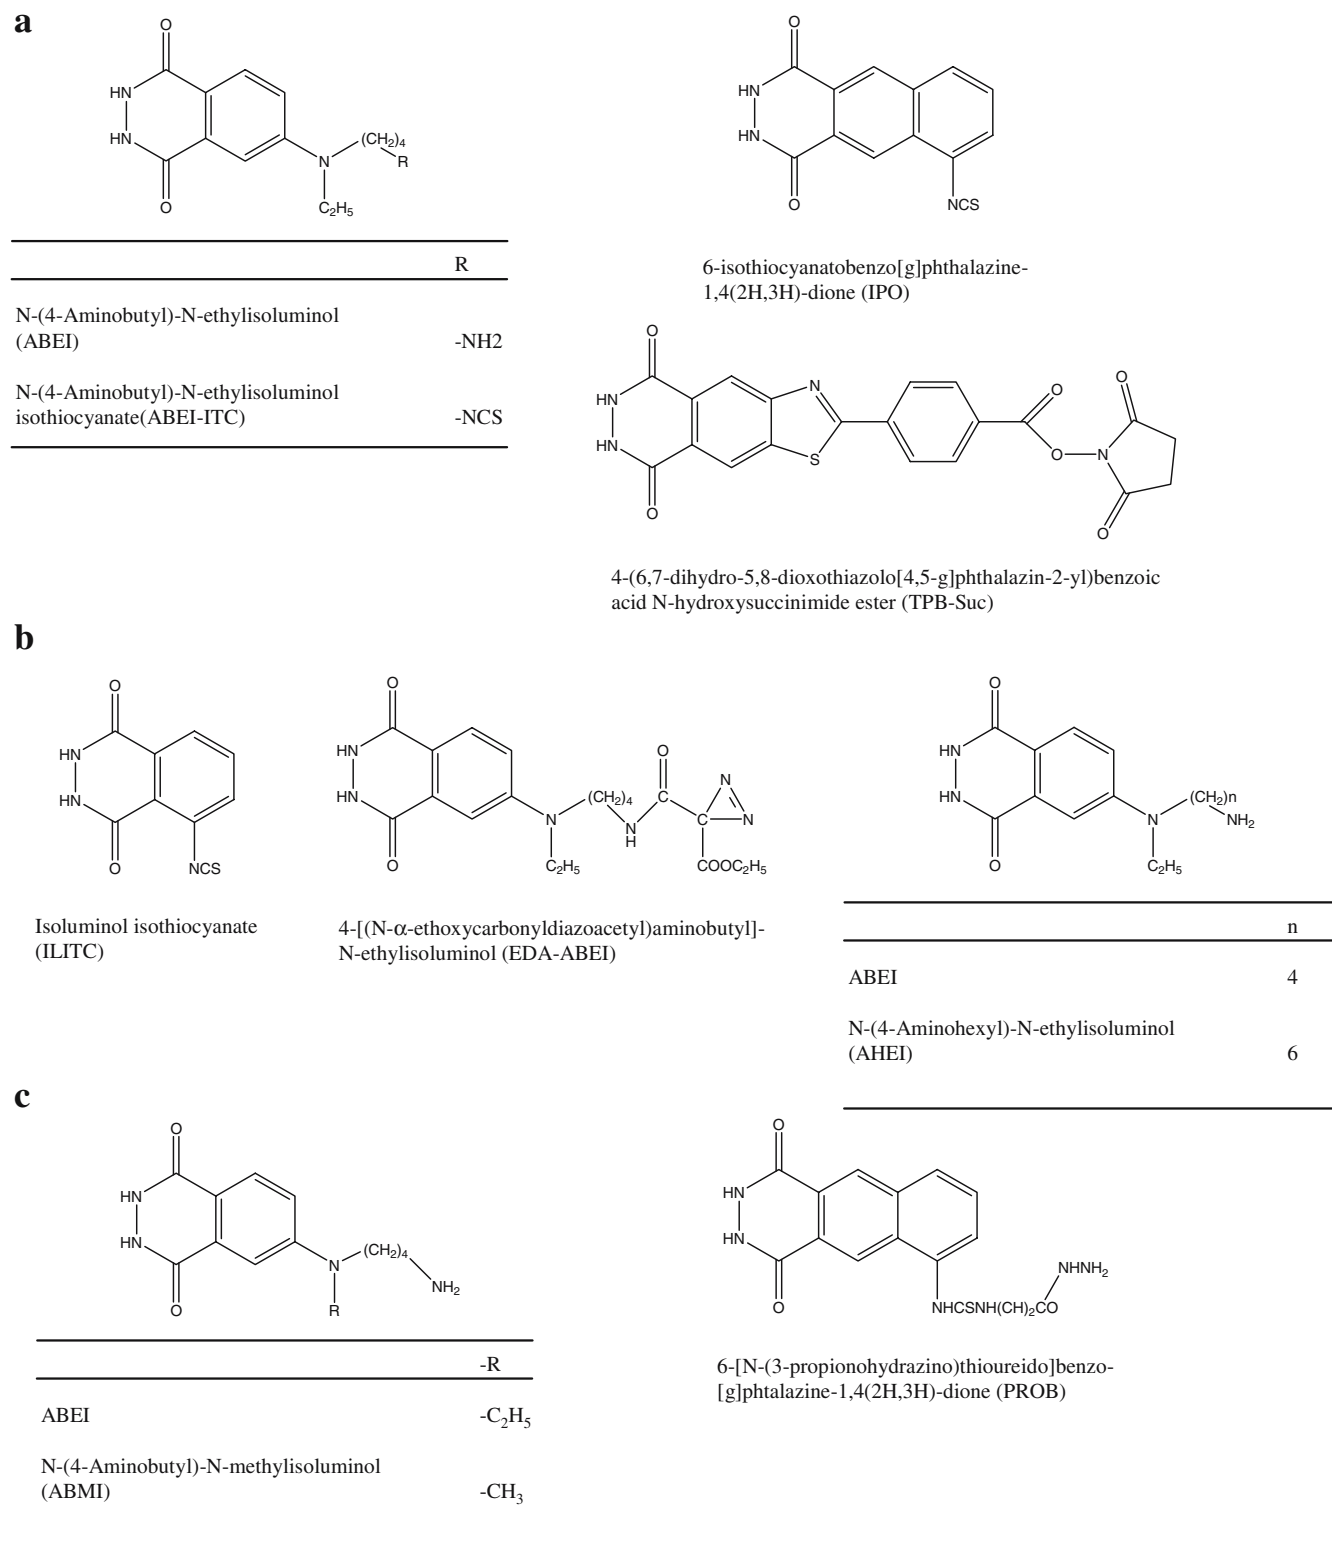 a
O
HN
HN
O
N
(CH2)4
R
C2H5
R
N-(4-Aminobutyl)-N-ethylisoluminol
(ABEI) -NH2
N-(4-Aminobutyl)-N-ethylisoluminol
isothiocyanate(ABEI-ITC) -NCS
O
HN
HN
O
NCS
6-isothiocyanatobenzo[g]phthalazine-
1,4(2H,3H)-dione (IPO)
O
HN
HN
O
N
S
O
O
N
O
O
4-(6,7-dihydro-5,8-dioxothiazolo[4,5-g]phthalazin-2-yl)benzoic
acid N-hydroxysuccinimide ester (TPB-Suc)
b
O
HN
HN
O
NCS
Isoluminol isothiocyanate
(ILITC)
O
HN
HN
O
N
(CH2)4
C2H5
N
H
O
C
C
N
N
COOC2H5
4-[(N-α-ethoxycarbonyldiazoacetyl)aminobutyl]-
N-ethylisoluminol (EDA-ABEI)
O
HN
HN
O
N
(CH2)n
NH2
C2H5
n
ABEI 4
N-(4-Aminohexyl)-N-ethylisoluminol
(AHEI) 6
c
O
HN
HN
O
N
(CH2)4
NH2
R
-R
ABEI -C2H5
N-(4-Aminobutyl)-N-methylisoluminol
(ABMI) -CH3
O
HN
HN
O
NHNH2
NHCSNH(CH)2CO
6-[N-(3-propionohydrazino)thioureido]benzo-
[g]phtalazine-1,4(2H,3H)-dione (PROB)